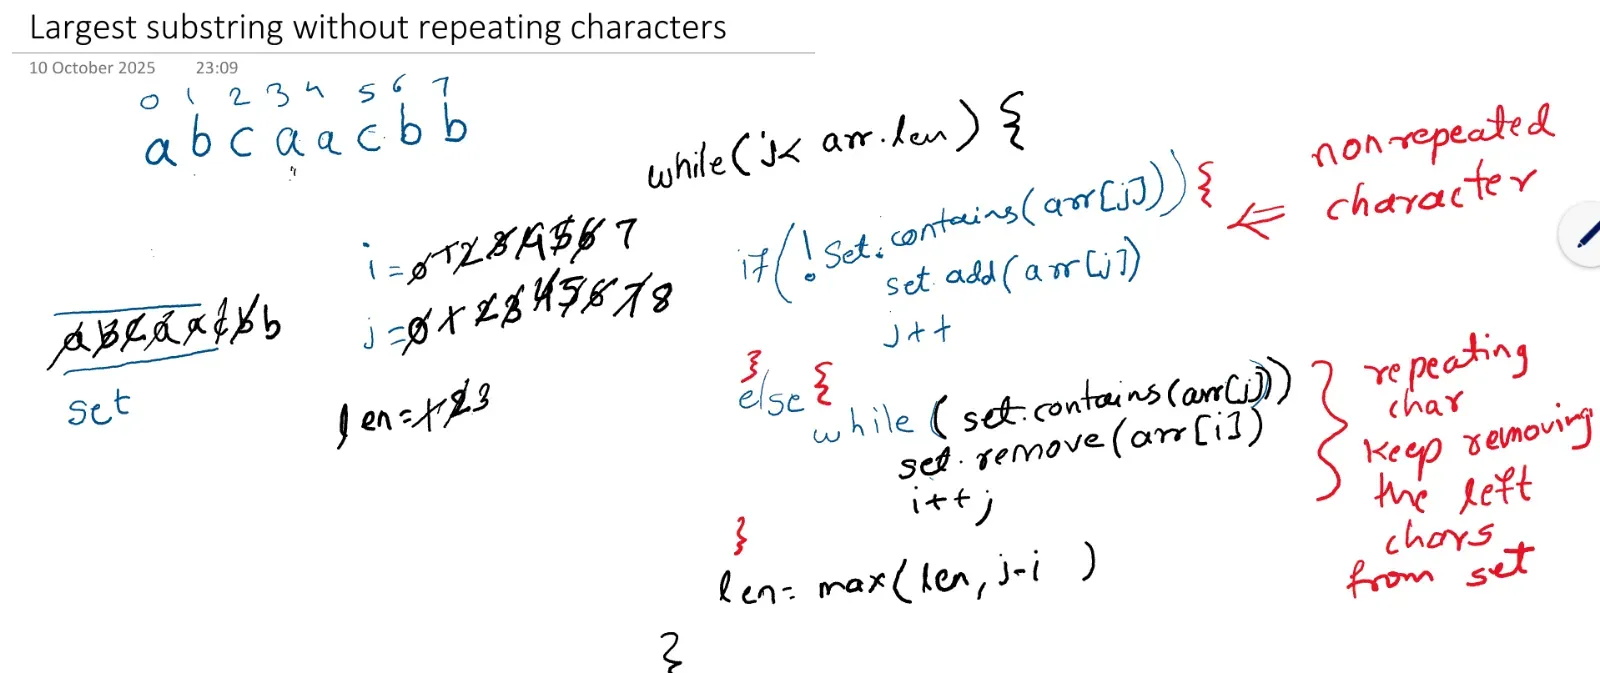 Largest substring without repeating characters
10 October 2025 23:09
0 1 2 3 4 5 6 7
a b c a a c b b
while(j< arr.len) {
if(!Set.contains(arr[j])){
set.add(arr[j])
j++
} else {
while (set.contains(arr[j]))
set.remove(arr[i])
i++;
}
len= max(len, j-i )
}
nonrepeated
character
repeating
char
keep removing
the left
chars
from set
i = 0 1 2 3 4 5 6 7
j = 0 1 2 3 4 5 6 7 8
len = 1 2 3
a b c a a c b b
set